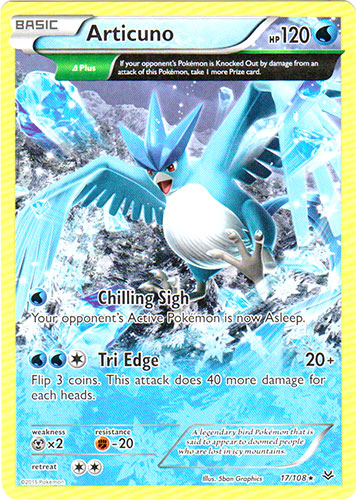 BASIC
Articuno
HP120
Δ Plus
If your opponent's Pokémon is Knocked Out by damage from an
attack of this Pokémon, take 1 more Prize card.
Chilling Sigh
Your opponent's Active Pokémon is now Asleep.
Tri Edge 20+
Flip 3 coins. This attack does 40 more damage for
each heads.
weakness resistance
×2 -20
retreat
A legendary bird Pokémon that is
said to appear to doomed people
who are lost in icy mountains.
©2015 Pokémon Illus. 5ban Graphics 17/108